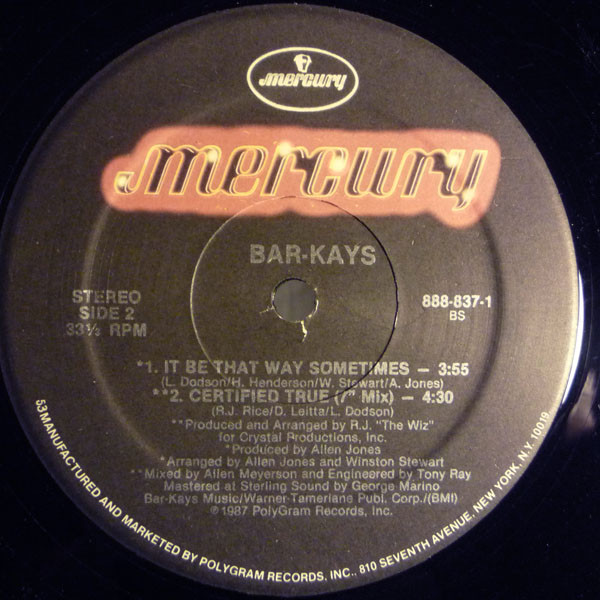 mercury
mercury
BAR-KAYS
STEREO
SIDE 2
33⅓ RPM
888-837-1
BS
*1. IT BE THAT WAY SOMETIMES — 3:55
(L. Dodson/H. Henderson/W. Stewart/A. Jones)
**2. CERTIFIED TRUE (7" Mix) — 4:30
(R.J. Rice/D. Leitta/L. Dodson)
**Produced and Arranged by R.J. "The Wiz"
for Crystal Productions, Inc.
*Produced by Allen Jones
*Arranged by Allen Jones and Winston Stewart
**Mixed by Allen Meyerson and Engineered by Tony Ray
Mastered at Sterling Sound by George Marino
Bar-Kays Music/Warner-Tamerlane Publ. Corp./(BMI)
℗1987 PolyGram Records, Inc.
53 MANUFACTURED AND MARKETED BY POLYGRAM RECORDS, INC., 810 SEVENTH AVENUE, NEW YORK, N.Y. 10019